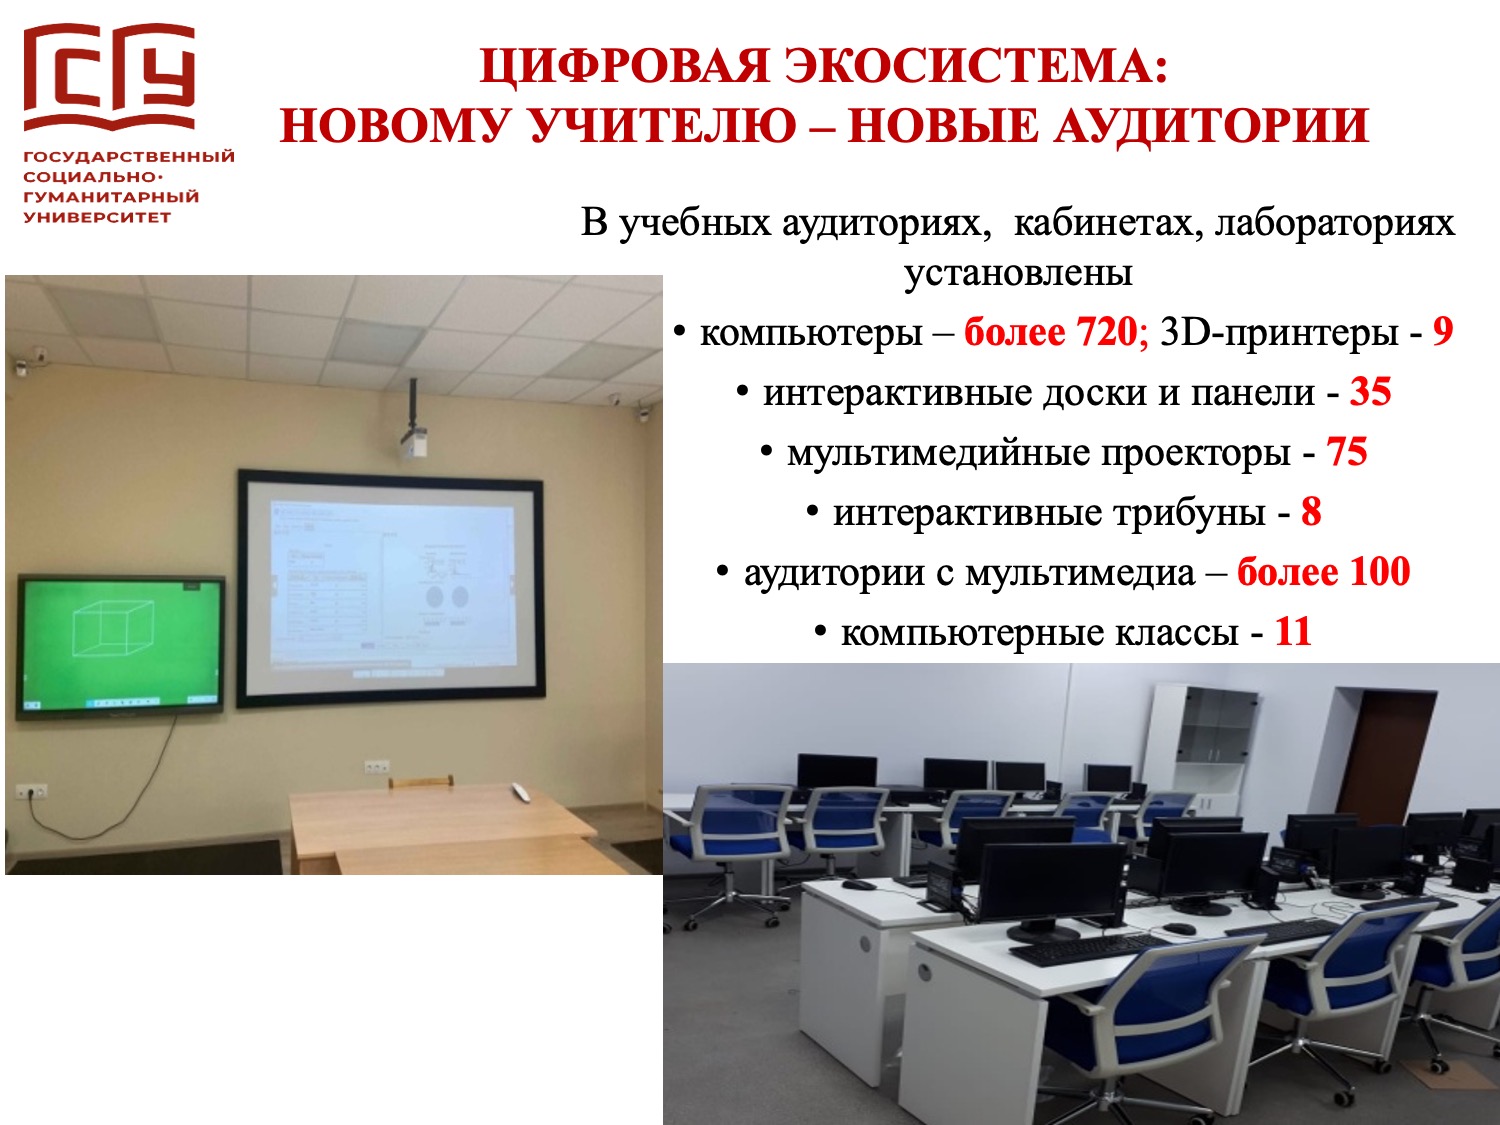 ГСГУ
ГОСУДАРСТВЕННЫЙ
СОЦИАЛЬНО-
ГУМАНИТАРНЫЙ
УНИВЕРСИТЕТ
ЦИФРОВАЯ ЭКОСИСТЕМА:
НОВОМУ УЧИТЕЛЮ – НОВЫЕ АУДИТОРИИ
В учебных аудиториях, кабинетах, лабораториях
установлены
• компьютеры – более 720; 3D-принтеры - 9
• интерактивные доски и панели - 35
• мультимедийные проекторы - 75
• интерактивные трибуны - 8
• аудитории с мультимедиа – более 100
• компьютерные классы - 11